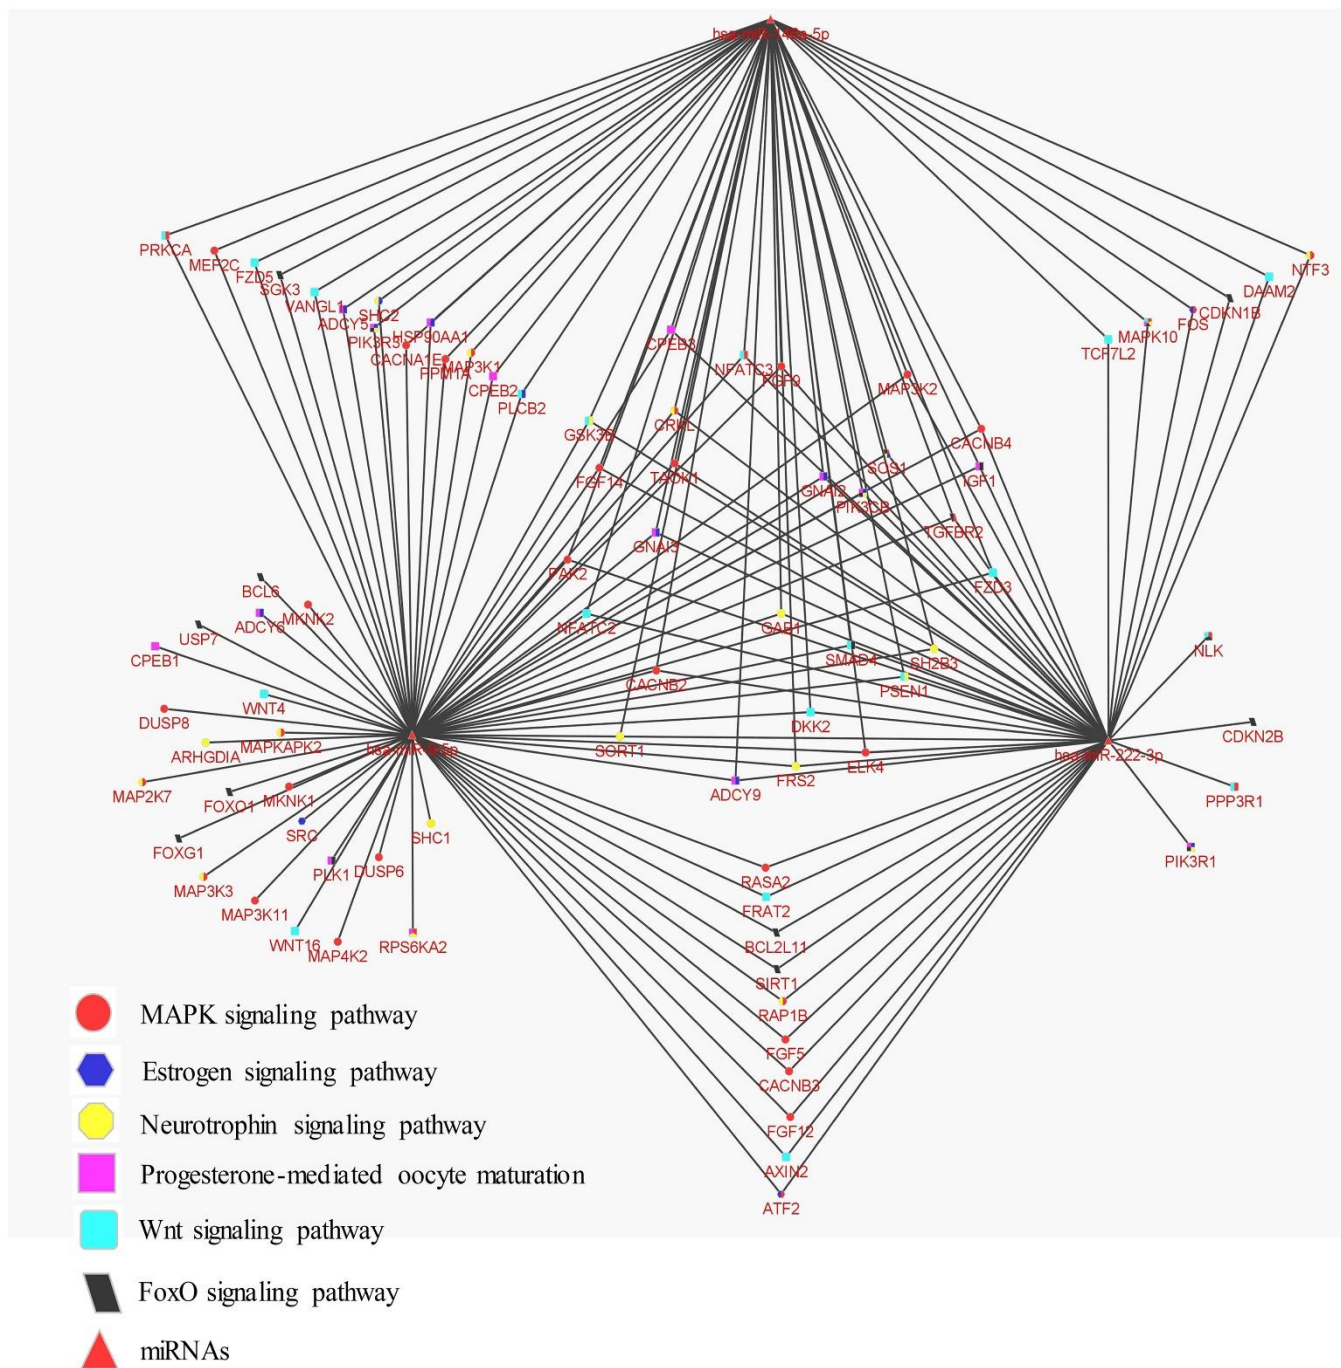 PRKCA
MEF2C
FZD5
SGK3
VANGL1
ADCY5
SHC2
HSP90AA1
CACNA1E
PPM1A
MAP3K1
CPEB2
PLCB2
NTF3
DAAM2
CDKN1B
FOS
MAPK10
TCF7L2
CPEB3
NFATC3
FGF9
MAP3K2
CRKL
GSK3B
CACNB4
SOS1
TAOK1
FGF14
GNAI2
IGF1
PIK3CB
TGFBR2
GNAI3
PAK2
FZD3
NFATC2
GAB1
SMAD4
SH2B3
CACNB2
PSEN1
DKK2
SORT1
ELK4
FRS2
ADCY9
BCL6
MKNK2
ADCY6
USP7
CPEB1
WNT4
DUSP8
MAPKAPK2
ARHGDIA
hsa-miR-222-3p
NLK
CDKN2B
PPP3R1
PIK3R1
MAP2K7
FOXO1
MKNK1
SRC
SHC1
FOXG1
PLK1
DUSP6
MAP3K3
MAP3K11
WNT16
MAP4K2
RPS6KA2
RASA2
FRAT2
BCL2L11
SIRT1
RAP1B
FGF5
CACNB3
FGF12
AXIN2
ATF2
MAPK signaling pathway
Estrogen signaling pathway
Neurotrophin signaling pathway
Progesterone-mediated oocyte maturation
Wnt signaling pathway
FoxO signaling pathway
miRNAs